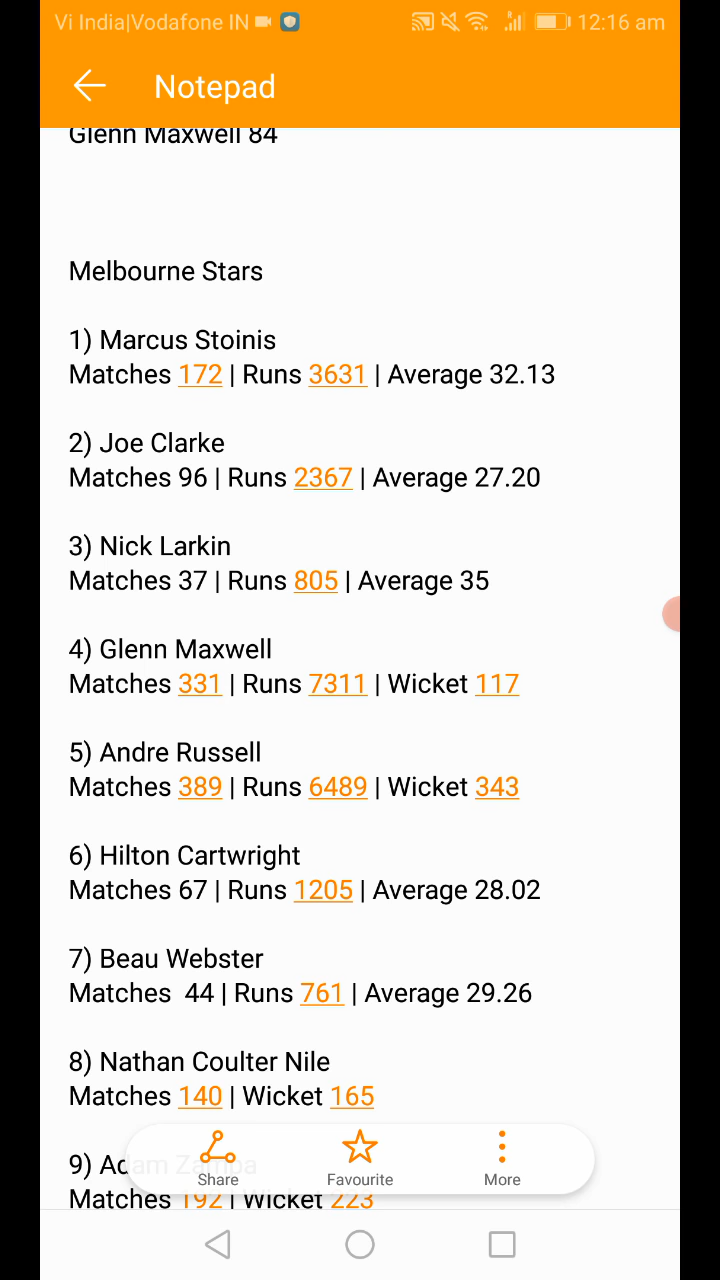 Vi India|Vodafone IN
12:16 am
Notepad
Glenn Maxwell 84
Melbourne Stars
1) Marcus Stoinis
Matches 172 | Runs 3631 | Average 32.13
2) Joe Clarke
Matches 96 | Runs 2367 | Average 27.20
3) Nick Larkin
Matches 37 | Runs 805 | Average 35
4) Glenn Maxwell
Matches 331 | Runs 7311 | Wicket 117
5) Andre Russell
Matches 389 | Runs 6489 | Wicket 343
6) Hilton Cartwright
Matches 67 | Runs 1205 | Average 28.02
7) Beau Webster
Matches  44 | Runs 761 | Average 29.26
8) Nathan Coulter Nile
Matches 140 | Wicket 165
9) Adam Zampa
Matches 192 | Wicket 223
Share Favourite More